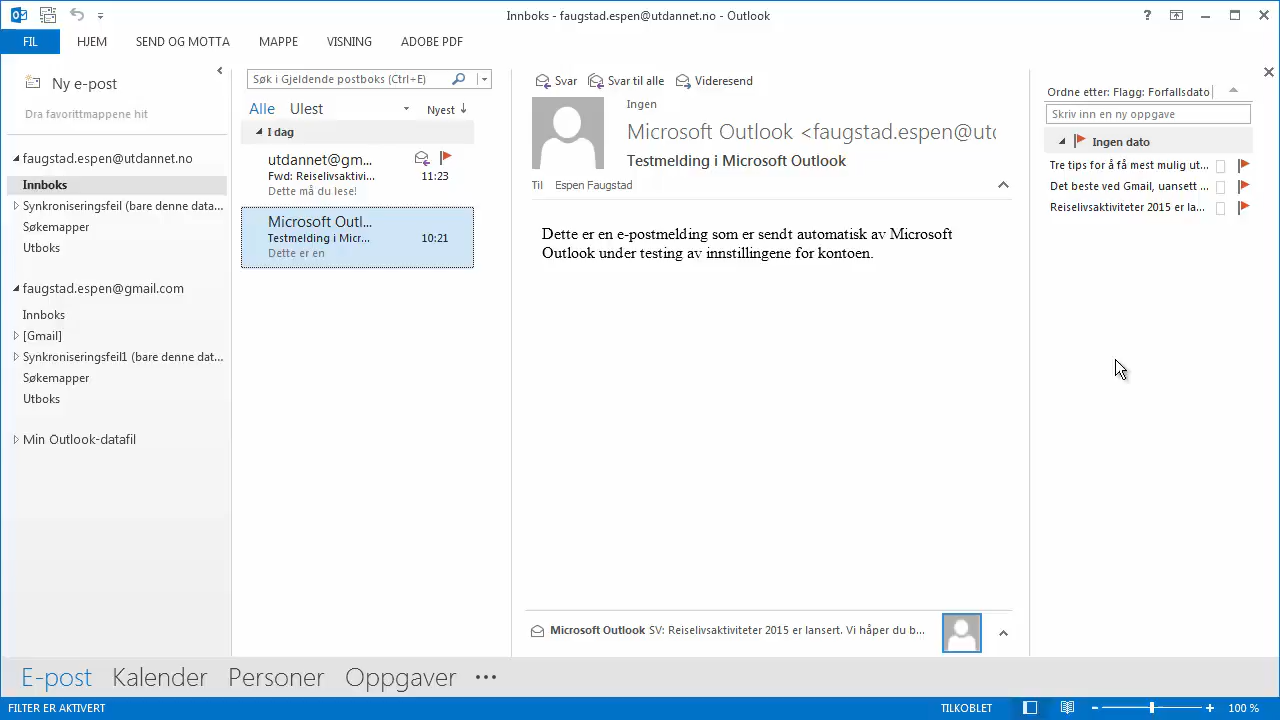 Innboks - faugstad.espen@utdannet.no - Outlook
FIL HJEM SEND OG MOTTA MAPPE VISNING ADOBE PDF
Ny e-post
Dra favorittmappene hit
faugstad.espen@utdannet.no
Innboks
Synkroniseringsfeil (bare denne data...
Søkemapper
Utboks
faugstad.espen@gmail.com
Innboks
[Gmail]
Synkroniseringsfeil1 (bare denne dat...
Søkemapper
Utboks
Min Outlook-datafil
Søk i Gjeldende postboks (Ctrl+E)
Alle Ulest Nyest
I dag
utdannet@gm...
Fwd: Reiselivsaktivi... 11:23
Dette må du lese!
Microsoft Outl...
Testmelding i Micr... 10:21
Dette er en
Svar Svar til alle Videresend
Ingen
Microsoft Outlook <faugstad.espen@utc
Testmelding i Microsoft Outlook
Til Espen Faugstad
Dette er en e-postmelding som er sendt automatisk av Microsoft
Outlook under testing av innstillingene for kontoen.
Microsoft Outlook SV: Reiselivsaktiviteter 2015 er lansert. Vi håper du b...
Ordne etter: Flagg: Forfallsdato
Skriv inn en ny oppgave
Ingen dato
Tre tips for å få mest mulig ut...
Det beste ved Gmail, uansett ...
Reiselivsaktiviteter 2015 er la...
E-post Kalender Personer Oppgaver ...
FILTER ER AKTIVERT TILKOBLET 100 %